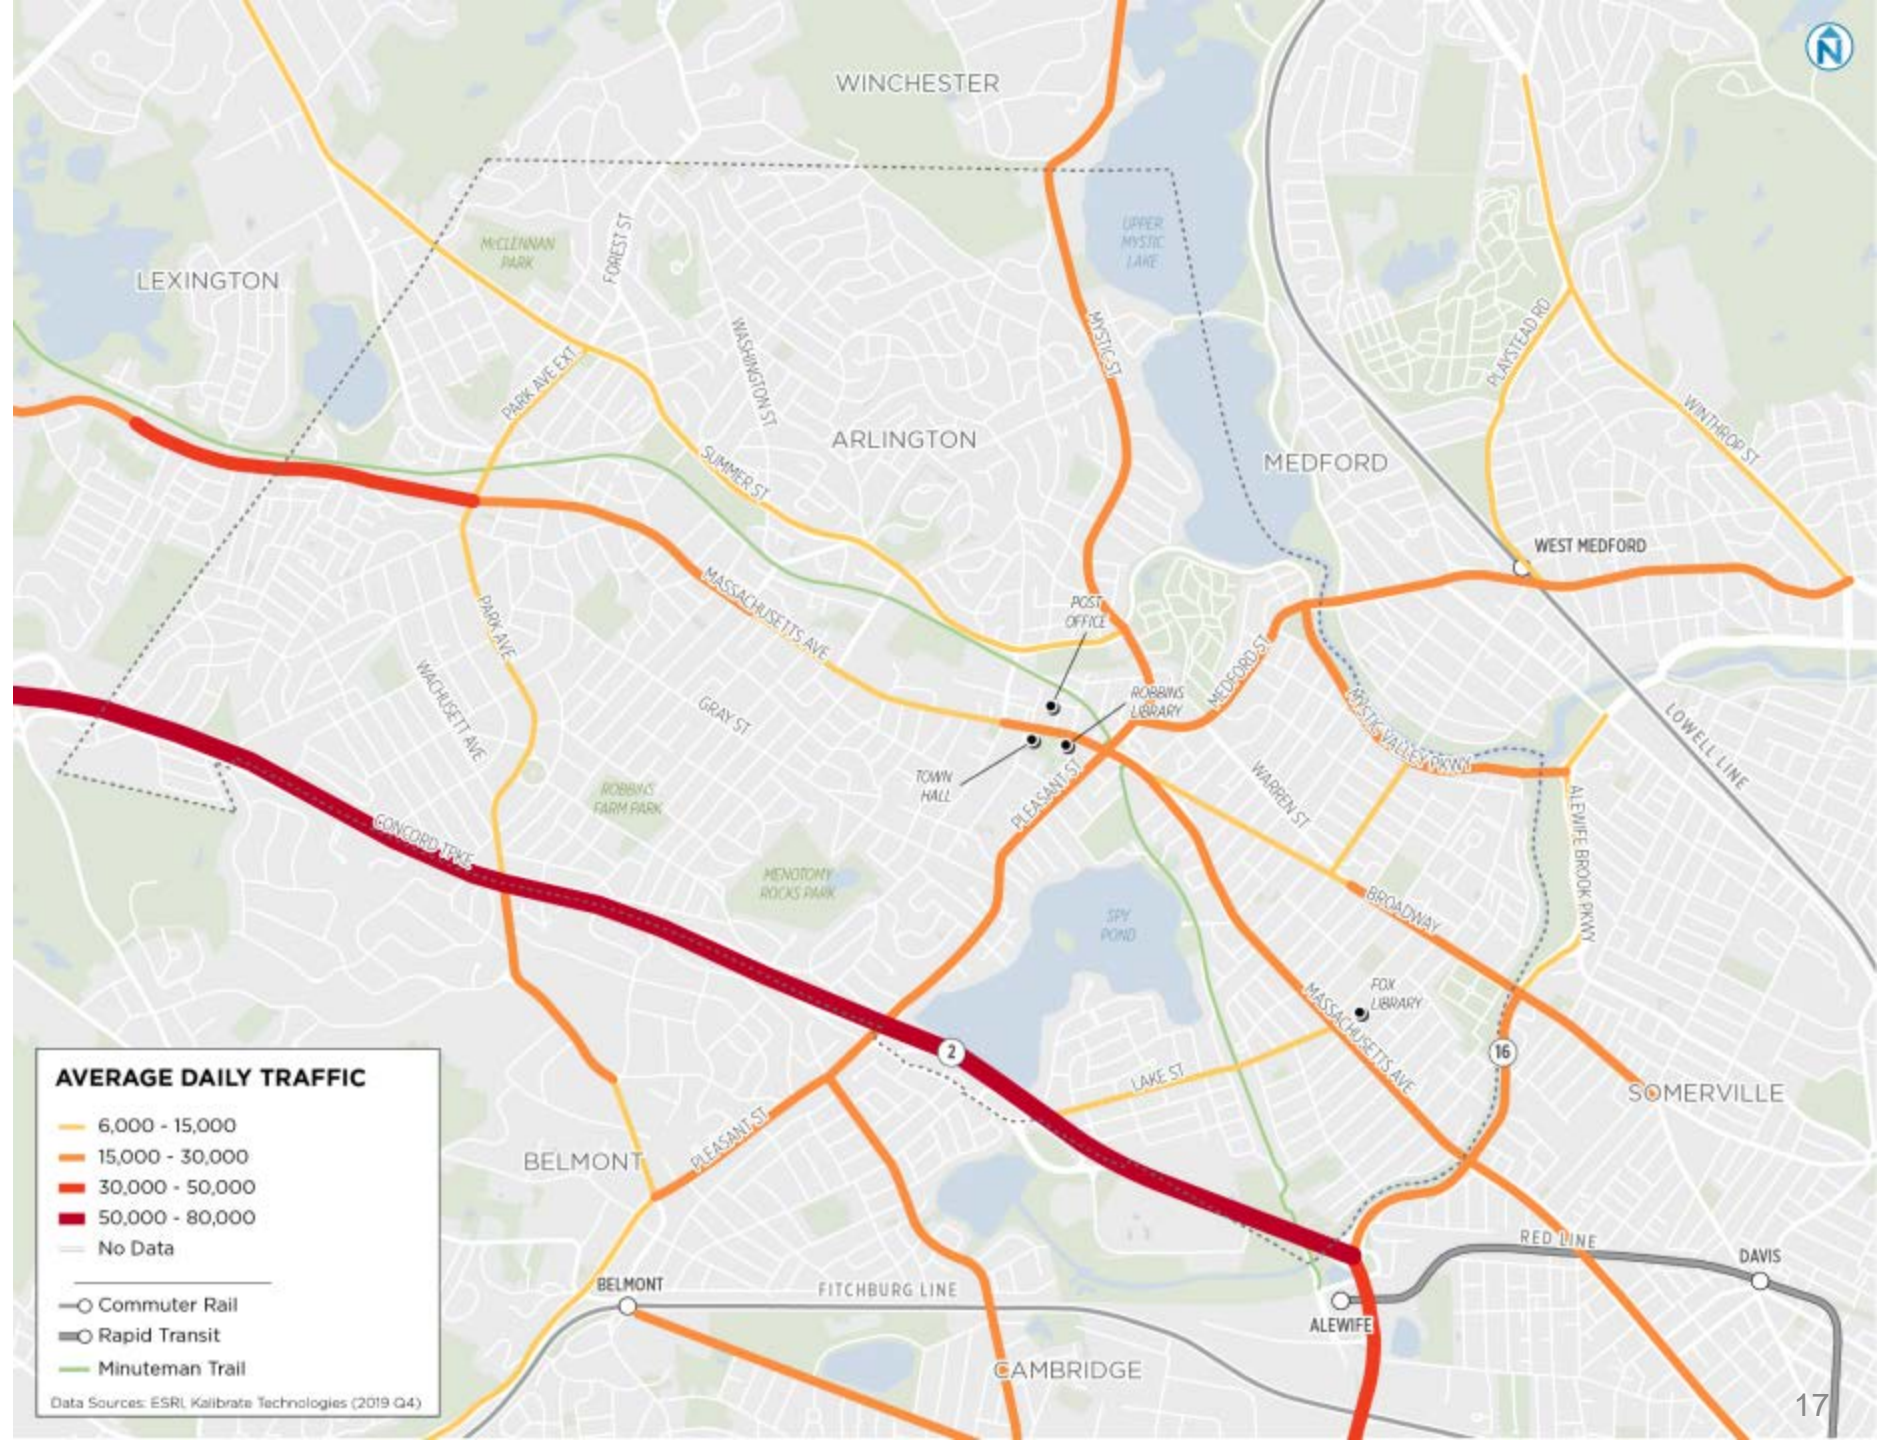 N
WINCHESTER
UPPER
MYSTIC
LAKE
McCLENNAN
PARK
FOREST ST
LEXINGTON
PLAYSTEAD RD
MYSTIC ST
WASHINGTON ST
PARK AVE EXT
WINTHROP ST
ARLINGTON
MEDFORD
SUMMER ST
WEST MEDFORD
MASSACHUSETTS AVE
POST
OFFICE
PARK AVE
MEDFORD ST
WACHUSETT AVE
GRAY ST
ROBBINS
LIBRARY
MYSTIC VALLEY PKWY
LOWELL LINE
TOWN
HALL
PLEASANT ST
WARREN ST
ROBBINS
FARM PARK
ALEWIFE BROOK PKWY
CONCORD TPKE
MENOTOMY
ROCKS PARK
BROADWAY
SPY
POND
FOX
LIBRARY
MASSACHUSETTS AVE
2
16
LAKE ST
SOMERVILLE
PLEASANT ST
BELMONT
RED LINE
DAVIS
BELMONT
FITCHBURG LINE
ALEWIFE
CAMBRIDGE
AVERAGE DAILY TRAFFIC
6,000 - 15,000
15,000 - 30,000
30,000 - 50,000
50,000 - 80,000
No Data
Commuter Rail
Rapid Transit
Minuteman Trail
Data Sources: ESRI, Kalibrate Technologies (2019 Q4)
17